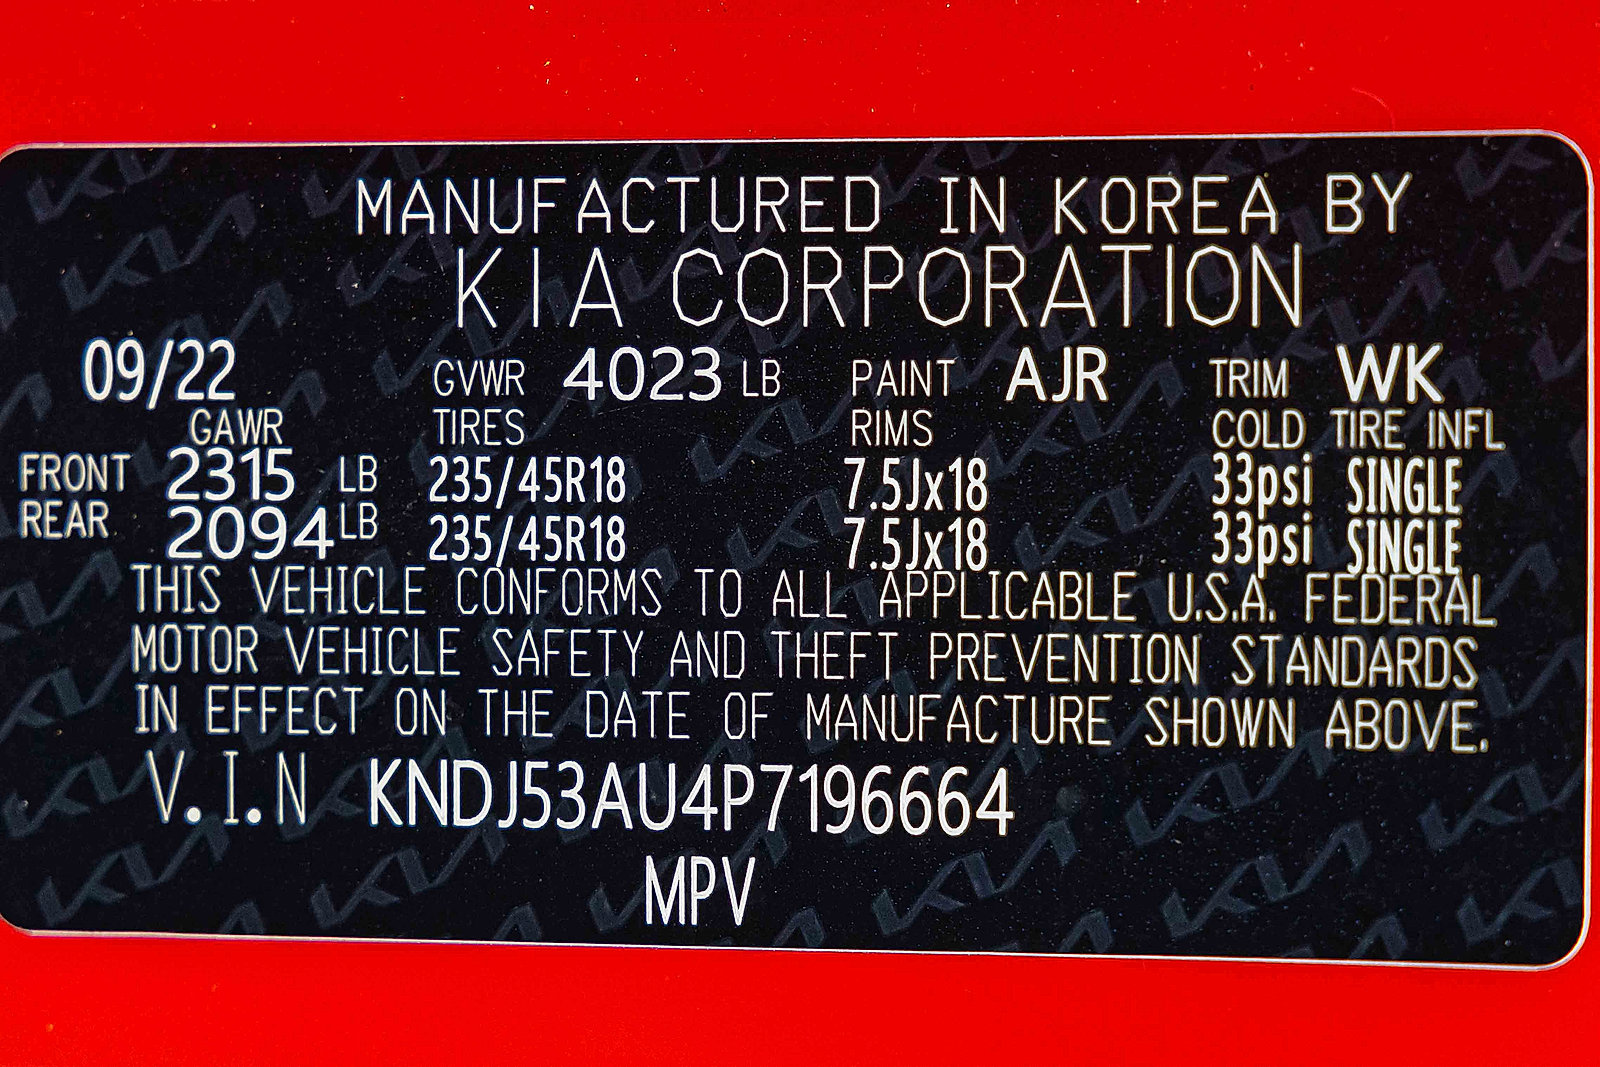 MANUFACTURED IN KOREA BY
KIA CORPORATION
09/22 GVWR 4023 LB PAINT AJR TRIM WK
GAWR TIRES RIMS COLD TIRE INFL
FRONT 2315 LB 235/45R18 7.5Jx18 33psi SINGLE
REAR 2094 LB 235/45R18 7.5Jx18 33psi SINGLE
THIS VEHICLE CONFORMS TO ALL APPLICABLE U.S.A. FEDERAL
MOTOR VEHICLE SAFETY AND THEFT PREVENTION STANDARDS
IN EFFECT ON THE DATE OF MANUFACTURE SHOWN ABOVE.
V.I.N KNDJ53AU4P7196664
MPV